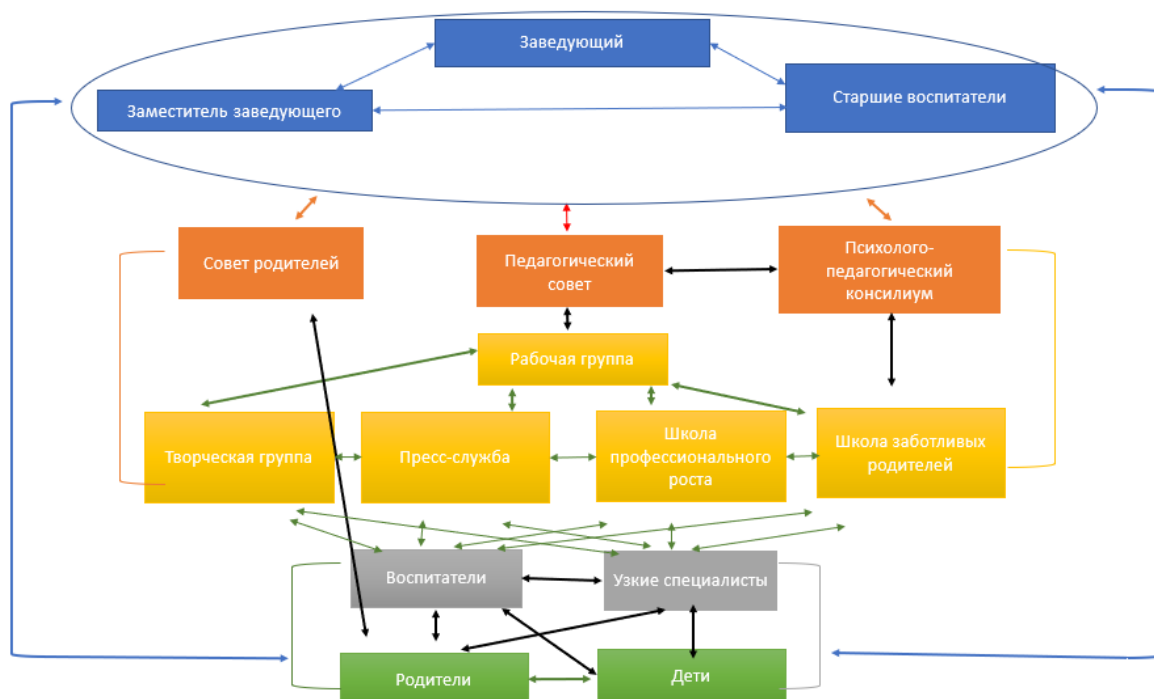 Заведующий
Заместитель заведующего
Старшие воспитатели
Совет родителей
Педагогический
совет
Психолого-
педагогический
консилиум
Рабочая группа
Творческая группа
Пресс-служба
Школа
профессионального
роста
Школа заботливых
родителей
Воспитатели
Узкие специалисты
Родители
Дети